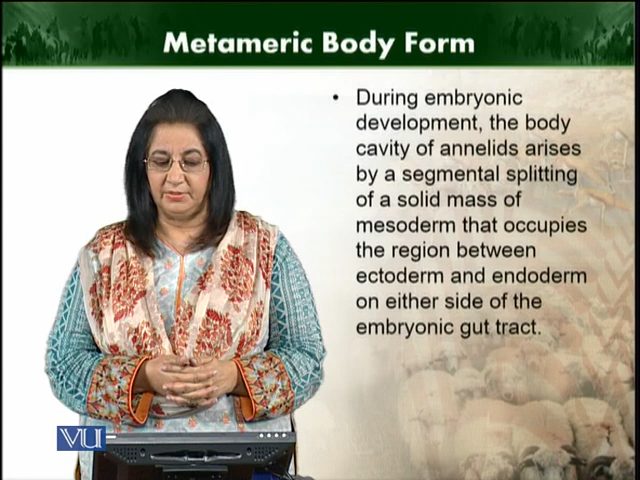 Metameric Body Form
• During embryonic
development, the body
cavity of annelids arises
by a segmental splitting
of a solid mass of
mesoderm that occupies
the region between
ectoderm and endoderm
on either side of the
embryonic gut tract.
VU